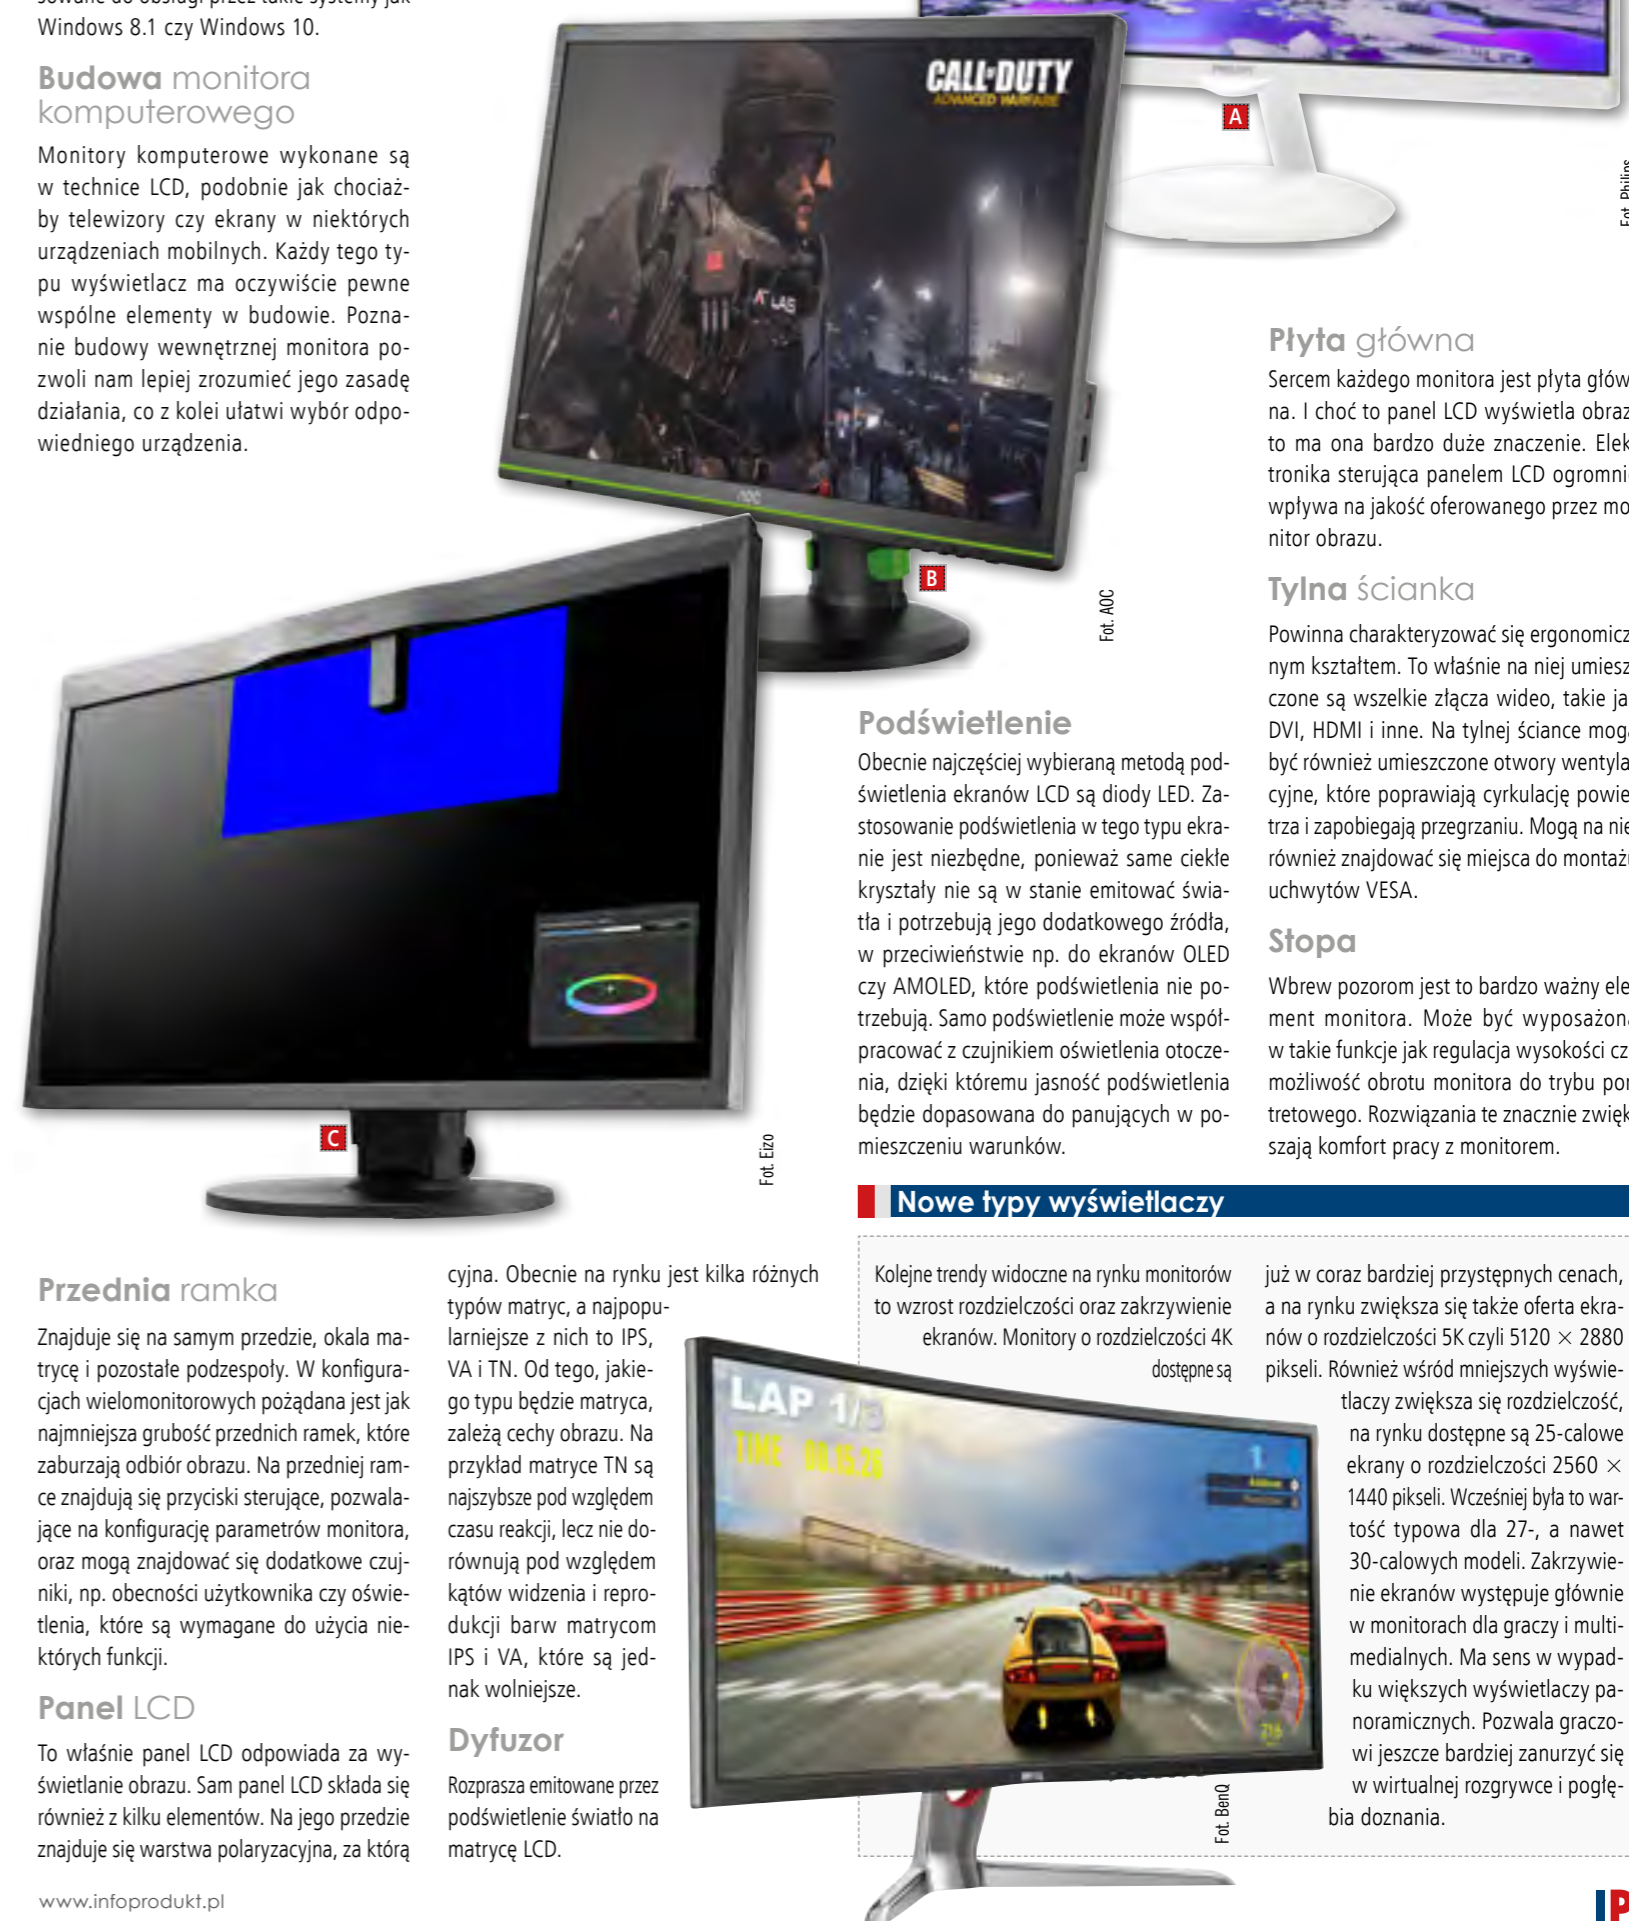 Windows 8.1 czy Windows 10.
Budowa monitora
komputerowego
Monitory komputerowe wykonane są
w technice LCD, podobnie jak chociaż-
by telewizory czy ekrany w niektórych
urządzeniach mobilnych. Każdy tego ty-
pu wyświetlacz ma oczywiście pewne
wspólne elementy w budowie. Pozna-
nie budowy wewnętrznej monitora po-
zwoli nam lepiej zrozumieć jego zasadę
działania, co z kolei ułatwi wybór odpo-
wiedniego urządzenia.
CALL OF DUTY
ADVANCED WARFARE
ATLAS
AOC
PHILIPS
A
Fot. Philips
B
Fot. AOC
C
Fot. Eizo
Przednia ramka
Znajduje się na samym przedzie, okala ma-
trycę i pozostałe podzespoły. W konfigura-
cjach wielomonitorowych pożądana jest jak
najmniejsza grubość przednich ramek, które
zaburzają odbiór obrazu. Na przedniej ram-
ce znajdują się przyciski sterujące, pozwala-
jące na konfigurację parametrów monitora,
oraz mogą znajdować się dodatkowe czuj-
niki, np. obecności użytkownika czy oświe-
tlenia, które są wymagane do użycia nie-
których funkcji.
Panel LCD
To właśnie panel LCD odpowiada za wy-
świetlanie obrazu. Sam panel LCD składa się
również z kilku elementów. Na jego przedzie
znajduje się warstwa polaryzacyjna, za którą
cyjna. Obecnie na rynku jest kilka różnych
typów matryc, a najpopu-
larniejsze z nich to IPS,
VA i TN. Od tego, jakie-
go typu będzie matryca,
zależą cechy obrazu. Na
przykład matryce TN są
najszybsze pod względem
czasu reakcji, lecz nie do-
równują pod względem
kątów widzenia i repro-
dukcji barw matrycom
IPS i VA, które są jed-
nak wolniejsze.
Dyfuzor
Rozprasza emitowane przez
podświetlenie światło na
matrycę LCD.
Podświetlenie
Obecnie najczęściej wybieraną metodą pod-
świetlenia ekranów LCD są diody LED. Za-
stosowanie podświetlenia w tego typu ekra-
nie jest niezbędne, ponieważ same ciekłe
kryształy nie są w stanie emitować świa-
tła i potrzebują jego dodatkowego źródła,
w przeciwieństwie np. do ekranów OLED
czy AMOLED, które podświetlenia nie po-
trzebują. Samo podświetlenie może współ-
pracować z czujnikiem oświetlenia otocze-
nia, dzięki któremu jasność podświetlenia
będzie dopasowana do panujących w po-
mieszczeniu warunków.
Płyta główna
Sercem każdego monitora jest płyta głów
na. I choć to panel LCD wyświetla obraz
to ma ona bardzo duże znaczenie. Elek
tronika sterująca panelem LCD ogromni
wpływa na jakość oferowanego przez mo
nitor obrazu.
Tylna ścianka
Powinna charakteryzować się ergonomicz
nym kształtem. To właśnie na niej umiesz
czone są wszelkie złącza wideo, takie ja
DVI, HDMI i inne. Na tylnej ściance mogą
być również umieszczone otwory wentyla
cyjne, które poprawiają cyrkulację powie
trza i zapobiegają przegrzaniu. Mogą na nie
również znajdować się miejsca do montażu
uchwytów VESA.
Stopa
Wbrew pozorom jest to bardzo ważny ele
ment monitora. Może być wyposażona
w takie funkcje jak regulacja wysokości cz
możliwość obrotu monitora do trybu por
tretowego. Rozwiązania te znacznie zwięk
szają komfort pracy z monitorem.
Nowe typy wyświetlaczy
Kolejne trendy widoczne na rynku monitorów
to wzrost rozdzielczości oraz zakrzywienie
ekranów. Monitory o rozdzielczości 4K
dostępne są
już w coraz bardziej przystępnych cenach,
a na rynku zwiększa się także oferta ekra-
nów o rozdzielczości 5K czyli 5120 × 2880
pikseli. Również wśród mniejszych wyświe-
tlaczy zwiększa się rozdzielczość,
na rynku dostępne są 25-calowe
ekrany o rozdzielczości 2560 ×
1440 pikseli. Wcześniej była to war-
tość typowa dla 27-, a nawet
30-calowych modeli. Zakrzywie-
nie ekranów występuje głównie
w monitorach dla graczy i multi-
medialnych. Ma sens w wypad-
ku większych wyświetlaczy pa-
noramicznych. Pozwala graczo-
wi jeszcze bardziej zanurzyć się
w wirtualnej rozgrywce i pogłę-
bia doznania.
LAP 1/3
TIME 00.15.26
1
Fot. BenQ
www.infoprodukt.pl